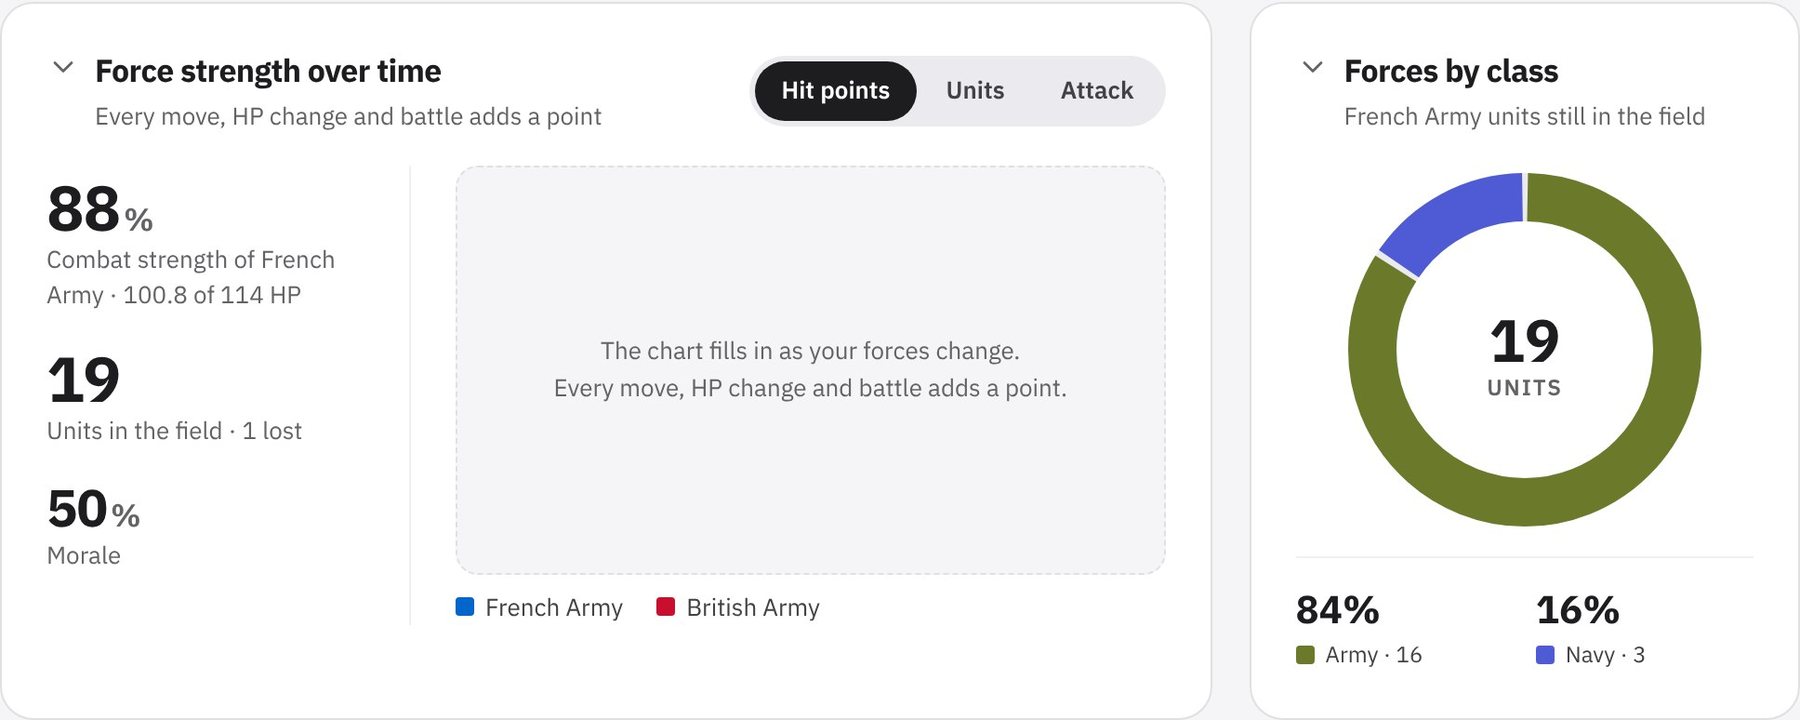 Force strength over time
Every move, HP change and battle adds a point
Hit points
Units
Attack
88%
Combat strength of French
Army · 100.8 of 114 HP
19
Units in the field · 1 lost
50%
Morale
The chart fills in as your forces change.
Every move, HP change and battle adds a point.
French Army
British Army
Forces by class
French Army units still in the field
19
UNITS
84%
Army · 16
16%
Navy · 3